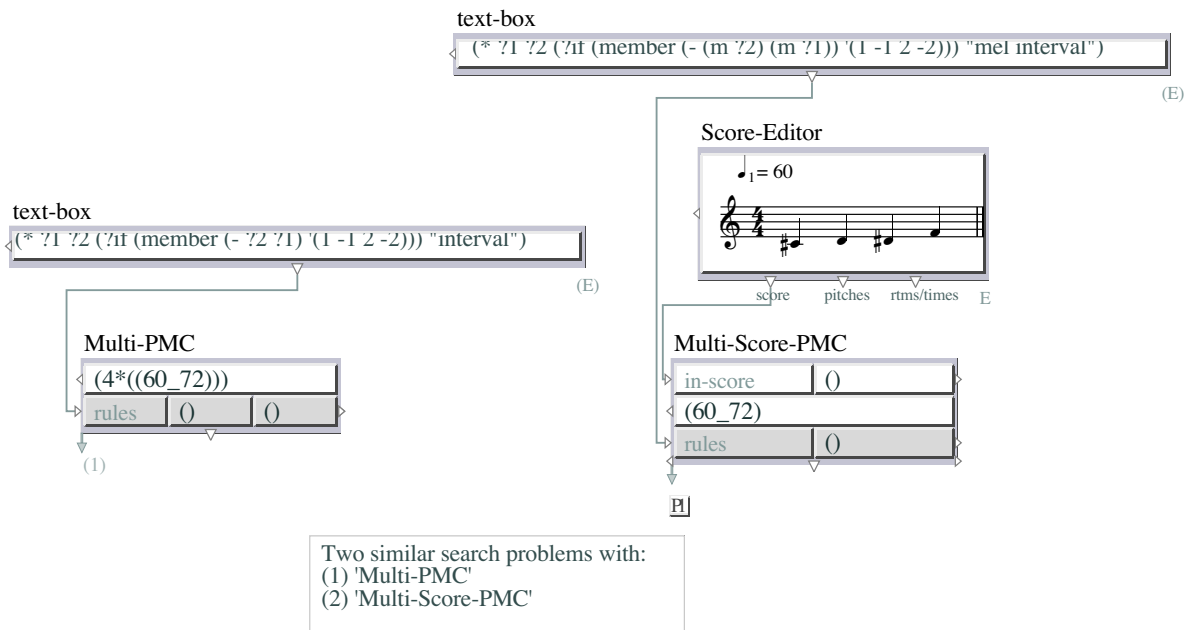 text-box
(* ?1 ?2 (?if (member (- (m ?2) (m ?1)) '(1 -1 2 -2))) "mel interval")
(E)
Score-Editor
1 = 60
4
4
score pitches rtms/times E
text-box
(* ?1 ?2 (?if (member (- ?2 ?1) '(1 -1 2 -2))) "interval")
(E)
Multi-PMC
(4*((60_72)))
rules () ()
(1)
Multi-Score-PMC
in-score ()
(60_72)
rules ()
Pl
Two similar search problems with:
(1) 'Multi-PMC'
(2) 'Multi-Score-PMC'